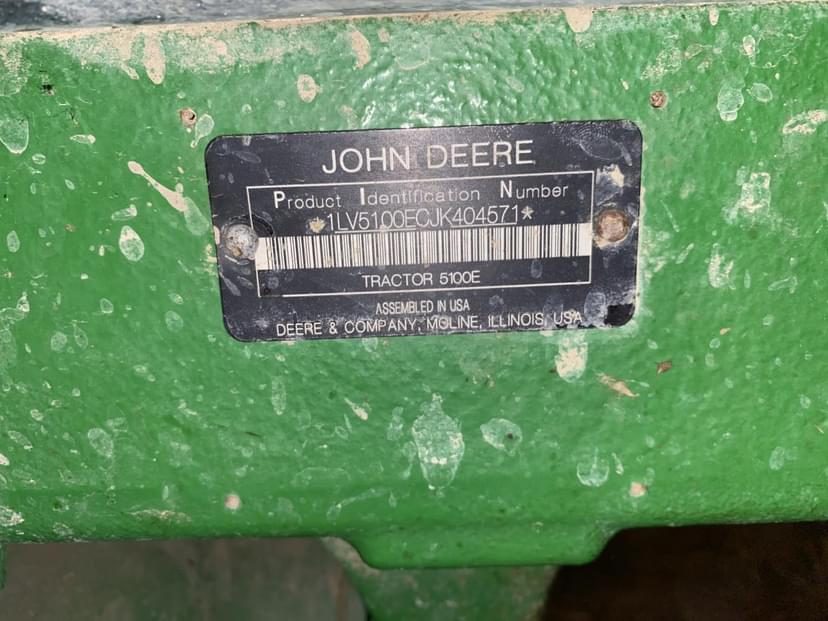 JOHN DEERE
Product Identification Number
*1LV5100ECJK404571*
TRACTOR 5100E
ASSEMBLED IN USA
DEERE & COMPANY, MOLINE, ILLINOIS, USA